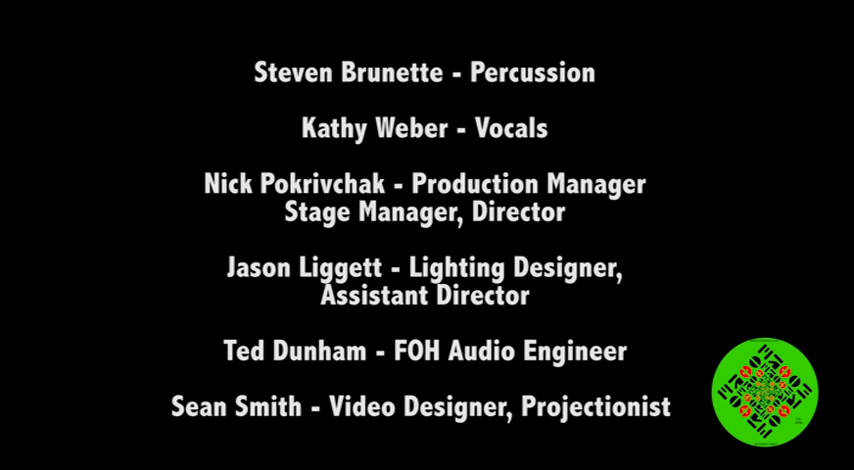 Steven Brunette - Percussion
Kathy Weber - Vocals
Nick Pokrivchak - Production Manager
Stage Manager, Director
Jason Liggett - Lighting Designer,
Assistant Director
Ted Dunham - FOH Audio Engineer
Sean Smith - Video Designer, Projectionist